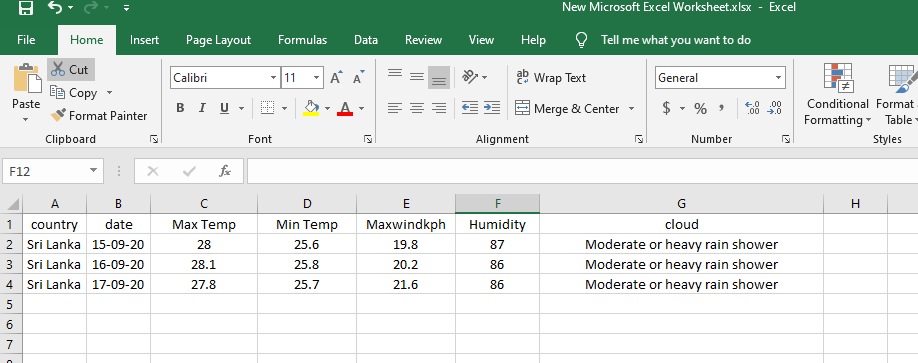 New Microsoft Excel Worksheet.xlsx - Excel
File Home Insert Page Layout Formulas Data Review View Help Tell me what you want to do
Paste
Cut
Copy
Format Painter
Clipboard
Calibri 11 A A
B I U A
Font
ab Wrap Text
Merge & Center
Alignment
General
$ % , .00 .0
Number
Conditional Formatting
Format as Table
Styles
F12 fx
A B C D E F G H
1 country date Max Temp Min Temp Maxwindkph Humidity cloud
2 Sri Lanka 15-09-20 28 25.6 19.8 87 Moderate or heavy rain shower
3 Sri Lanka 16-09-20 28.1 25.8 20.2 86 Moderate or heavy rain shower
4 Sri Lanka 17-09-20 27.8 25.7 21.6 86 Moderate or heavy rain shower
5
6
7